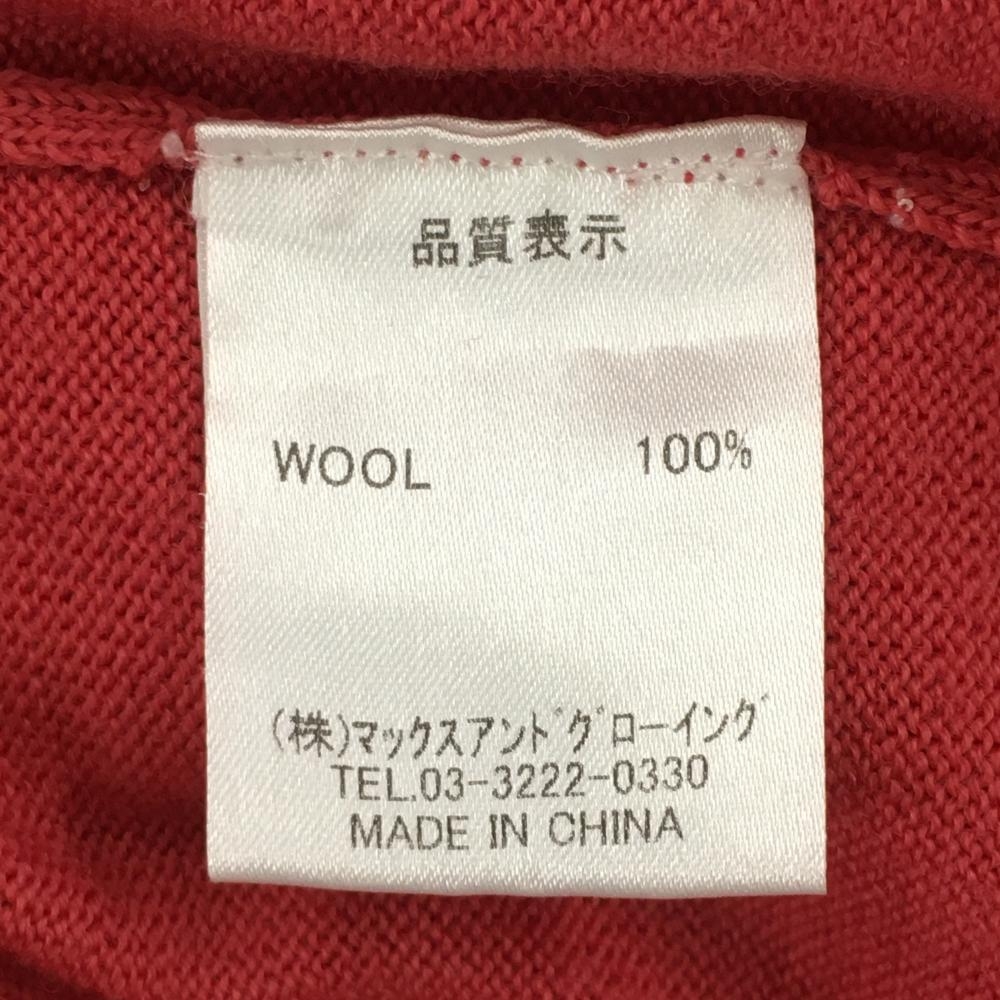 品質表示
WOOL 100%
(株)マックスアンドグローイング
TEL.03-3222-0330
MADE IN CHINA